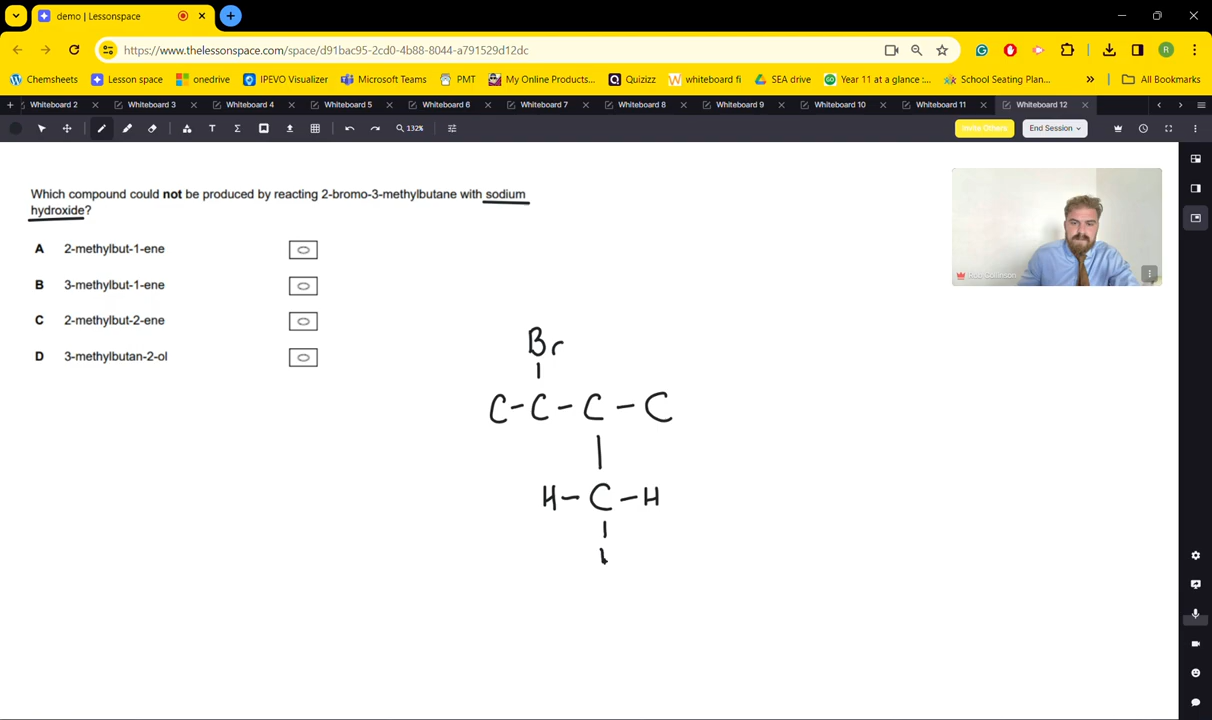 demo | Lessonspace
https://www.thelessonspace.com/space/d91bac95-2cd0-4b88-8044-a791529d12dc
R
Chemsheets
Lesson space
onedrive
IPEVO Visualizer
Microsoft Teams
PMT
My Online Products...
Quizizz
whiteboard fi
SEA drive
Year 11 at a glance :...
School Seating Plan...
»
All Bookmarks
Whiteboard 2
Whiteboard 3
Whiteboard 4
Whiteboard 5
Whiteboard 6
Whiteboard 7
Whiteboard 8
Whiteboard 9
Whiteboard 10
Whiteboard 11
Whiteboard 12
132%
Invite Others
End Session
Which compound could not be produced by reacting 2-bromo-3-methylbutane with sodium
hydroxide?
A 2-methylbut-1-ene
B 3-methylbut-1-ene
C 2-methylbut-2-ene
D 3-methylbutan-2-ol
Br
C-C-C-C
H-C-H